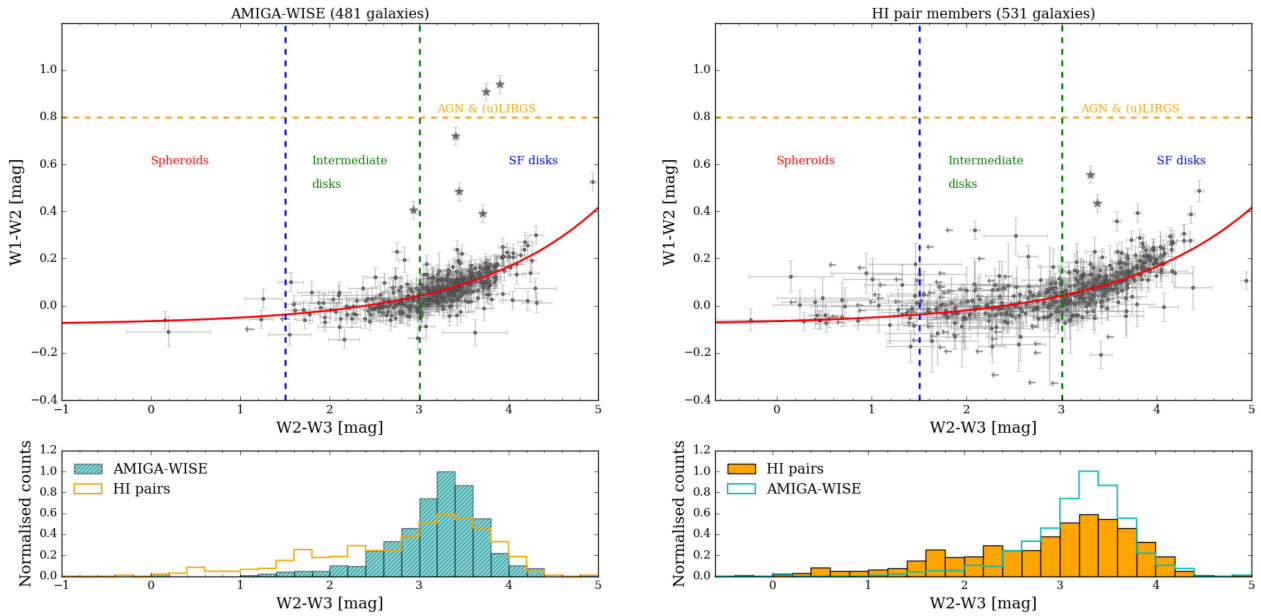 AMIGA-WISE (481 galaxies)
1.0
0.8
0.6
0.4
0.2
0.0
−0.2
−0.4
W1-W2 [mag]
AGN & (u)LIRGS
Spheroids
Intermediate
disks
SF disks
−1
0
1
2
3
4
5
W2-W3 [mag]
HI pair members (531 galaxies)
1.0
0.8
0.6
0.4
0.2
0.0
−0.2
−0.4
W1-W2 [mag]
AGN & (u)LIRGS
Spheroids
Intermediate
disks
SF disks
0
1
2
3
4
5
W2-W3 [mag]
1.2
1.0
0.8
0.6
0.4
0.2
0.0
Normalised counts
AMIGA-WISE
HI pairs
−1
0
1
2
3
4
5
W2-W3 [mag]
1.2
1.0
0.8
0.6
0.4
0.2
0.0
Normalised counts
HI pairs
AMIGA-WISE
0
1
2
3
4
5
W2-W3 [mag]